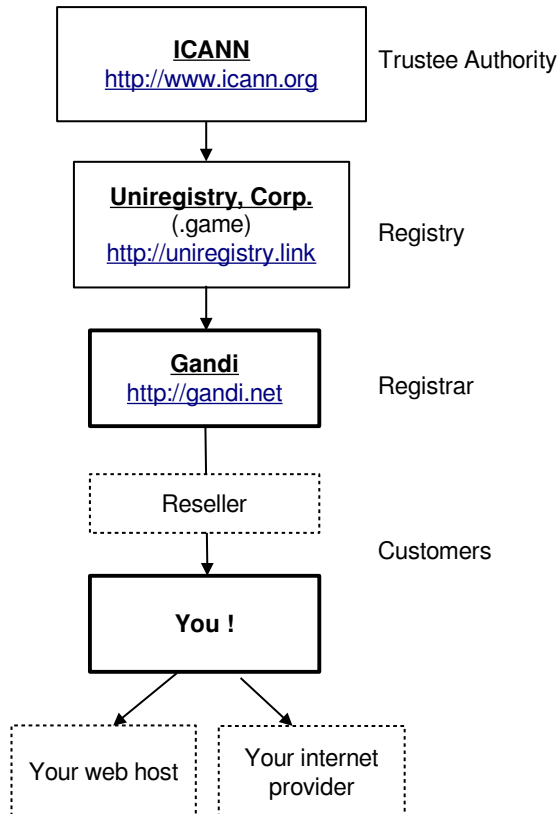 ICANN
http://www.icann.org
Trustee Authority
Uniregistry, Corp.
(.game)
http://uniregistry.link
Registry
Gandi
http://gandi.net
Registrar
Reseller
Customers
You !
Your web host
Your internet
provider